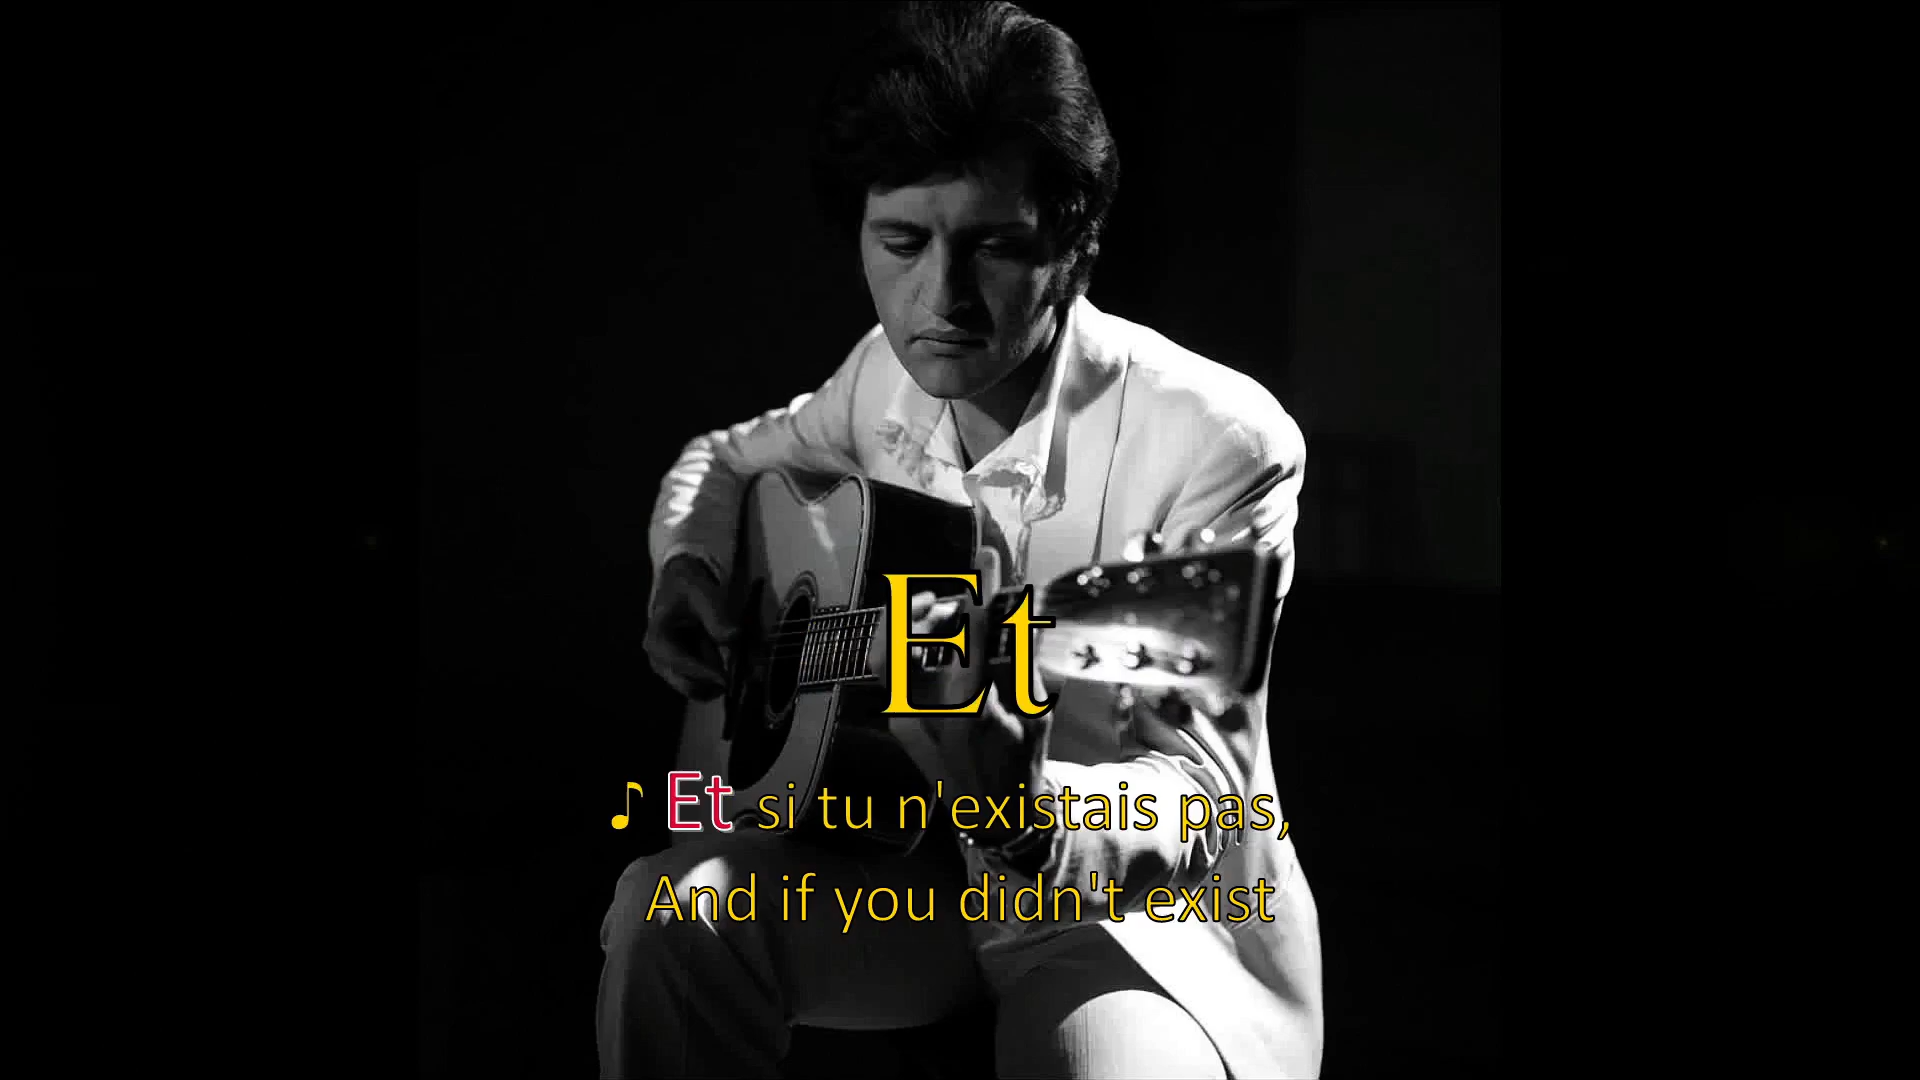 Et
♪ Et si tu n'existais pas,
And if you didn't exist